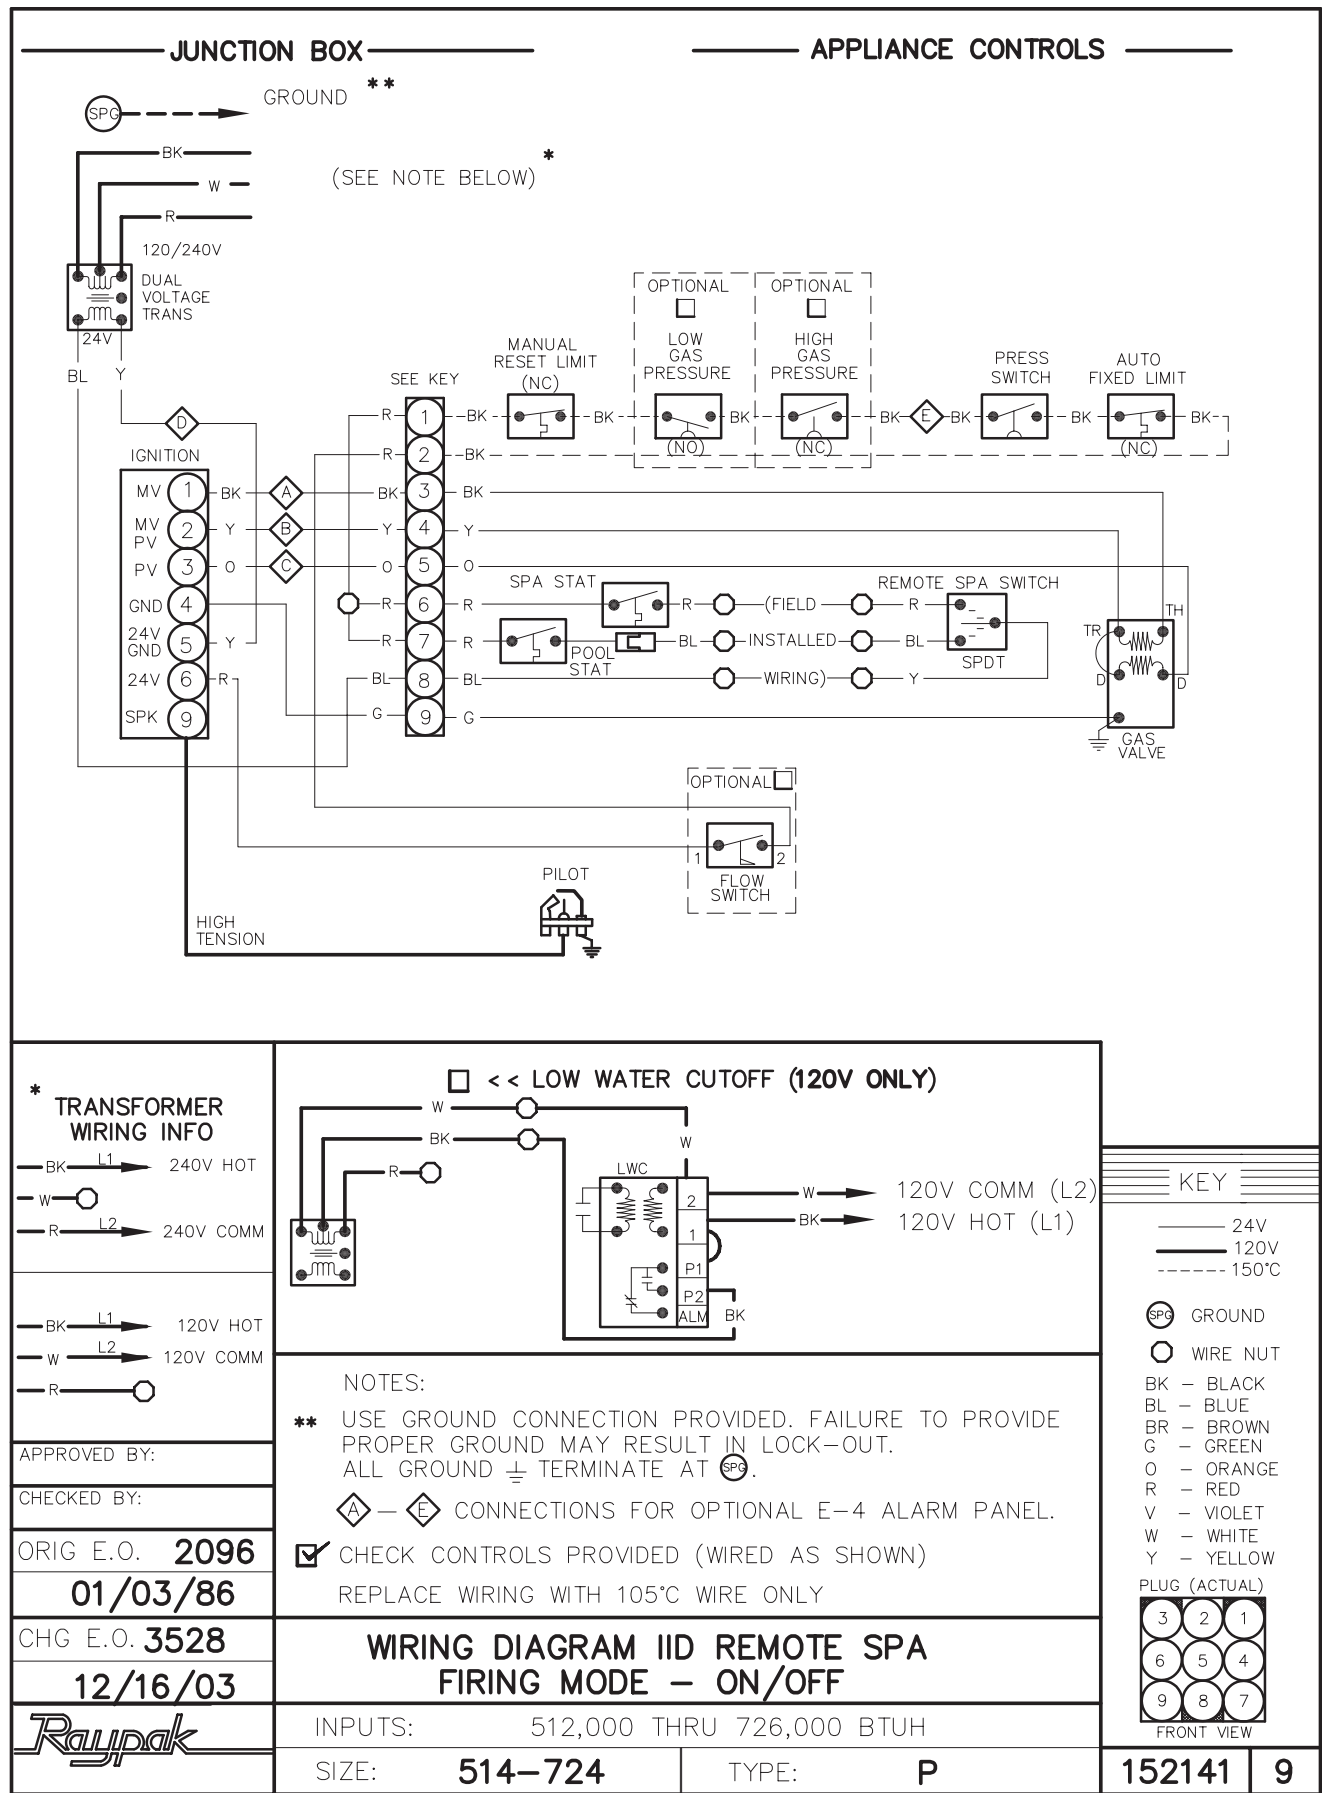 JUNCTION BOX
APPLIANCE CONTROLS
SPG
GROUND **
BK
W
R
(SEE NOTE BELOW) *
120/240V
DUAL
VOLTAGE
TRANS
24V
BL Y
D
OPTIONAL
LOW
GAS
PRESSURE
(NO)
OPTIONAL
HIGH
GAS
PRESSURE
(NC)
MANUAL
RESET LIMIT
(NC)
PRESS
SWITCH
AUTO
FIXED LIMIT
(NC)
SEE KEY
R 1 BK BK BK BK E BK BK BK
R 2 BK
IGNITION
MV 1 BK A BK 3 BK
MV
PV 2 Y B Y 4 Y
PV 3 O C O 5 O
GND 4 R 6 R
24V
GND 5 Y R 7 R
24V 6 R BL 8 BL
SPK 9 G 9 G
SPA STAT
R (FIELD R
REMOTE SPA SWITCH
POOL
STAT
BL INSTALLED BL
SPDT
WIRING) Y
TH
TR
D D
GAS
VALVE
OPTIONAL
1 2
FLOW
SWITCH
PILOT
HIGH
TENSION
*
TRANSFORMER
WIRING INFO
BK L1 240V HOT
W
R L2 240V COMM
BK L1 120V HOT
W L2 120V COMM
R
<< LOW WATER CUTOFF (120V ONLY)
W
BK
W
R
LWC
2
1
P1
P2
ALM
BK
W 120V COMM (L2)
BK 120V HOT (L1)
NOTES:
** USE GROUND CONNECTION PROVIDED. FAILURE TO PROVIDE
PROPER GROUND MAY RESULT IN LOCK-OUT.
ALL GROUND TERMINATE AT SPG.
A – E CONNECTIONS FOR OPTIONAL E-4 ALARM PANEL.
CHECK CONTROLS PROVIDED (WIRED AS SHOWN)
REPLACE WIRING WITH 105°C WIRE ONLY
KEY
24V
120V
150°C
SPG GROUND
WIRE NUT
BK – BLACK
BL – BLUE
BR – BROWN
G – GREEN
O – ORANGE
R – RED
V – VIOLET
W – WHITE
Y – YELLOW
PLUG (ACTUAL)
3 2 1
6 5 4
9 8 7
FRONT VIEW
APPROVED BY:
CHECKED BY:
ORIG E.O. 2096
01/03/86
CHG E.O. 3528
12/16/03
Raypak
WIRING DIAGRAM IID REMOTE SPA
FIRING MODE – ON/OFF
INPUTS: 512,000 THRU 726,000 BTUH
SIZE: 514-724 TYPE: P
152141 9